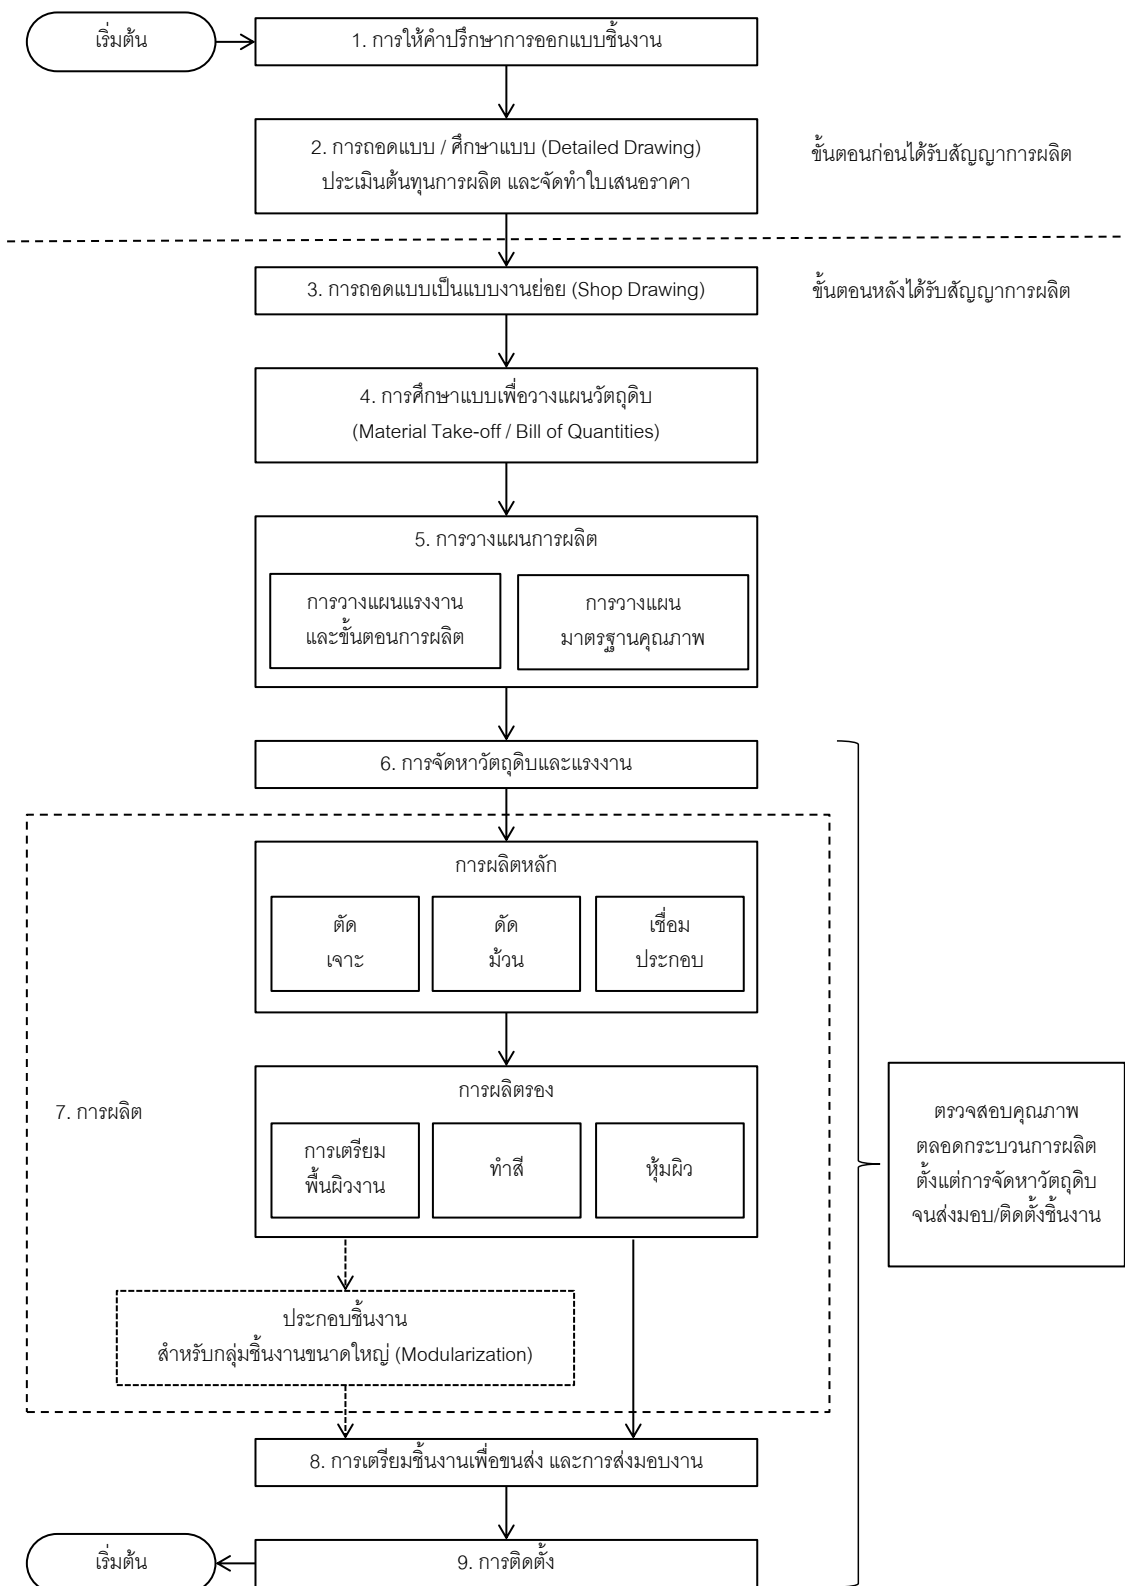 เริ่มต้น
1. การให้คำปรึกษาการออกแบบชิ้นงาน
2. การถอดแบบ / ศึกษาแบบ (Detailed Drawing)
ประเมินต้นทุนการผลิต และจัดทำใบเสนอราคา
ขั้นตอนก่อนได้รับสัญญาการผลิต
3. การถอดแบบเป็นแบบงานย่อย (Shop Drawing)
ขั้นตอนหลังได้รับสัญญาการผลิต
4. การศึกษาแบบเพื่อวางแผนวัตถุดิบ
(Material Take-off / Bill of Quantities)
5. การวางแผนการผลิต
การวางแผนแรงงาน
และขั้นตอนการผลิต
การวางแผน
มาตรฐานคุณภาพ
6. การจัดหาวัตถุดิบและแรงงาน
การผลิตหลัก
ตัด
เจาะ
ดัด
ม้วน
เชื่อม
ประกอบ
7. การผลิต
การผลิตรอง
การเตรียม
พื้นผิวงาน
ทำสี
หุ้มผิว
ตรวจสอบคุณภาพ
ตลอดกระบวนการผลิต
ตั้งแต่การจัดหาวัตถุดิบ
จนส่งมอบ/ติดตั้งชิ้นงาน
ประกอบชิ้นงาน
สำหรับกลุ่มชิ้นงานขนาดใหญ่ (Modularization)
8. การเตรียมชิ้นงานเพื่อขนส่ง และการส่งมอบงาน
เริ่มต้น
9. การติดตั้ง